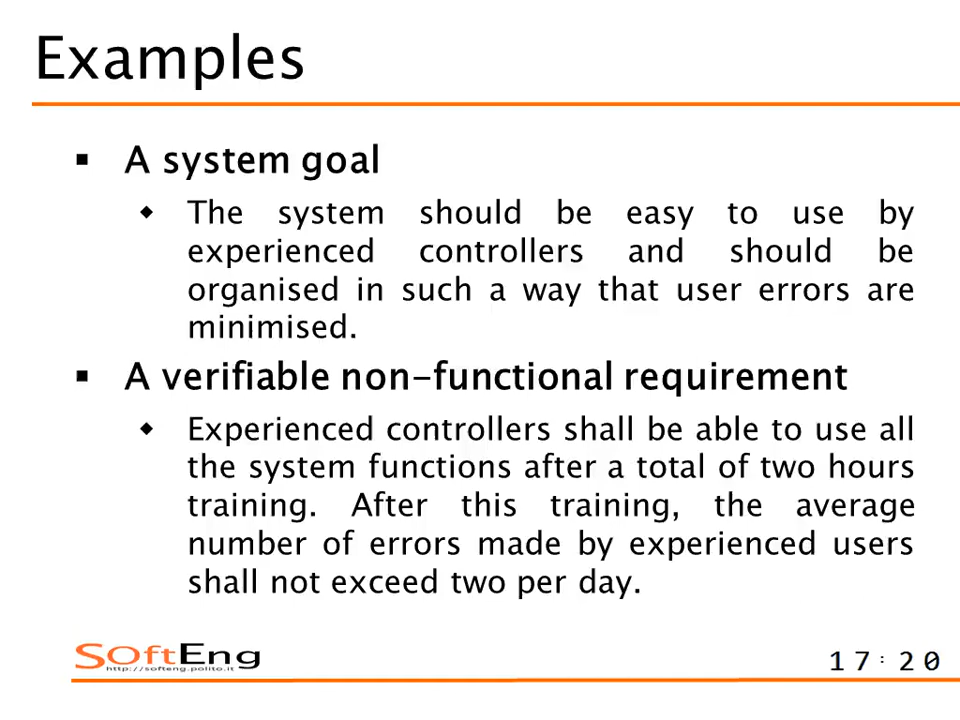 Examples
▪ A system goal
◆ The system should be easy to use by
experienced controllers and should be
organised in such a way that user errors are
minimised.
▪ A verifiable non-functional requirement
◆ Experienced controllers shall be able to use all
the system functions after a total of two hours
training. After this training, the average
number of errors made by experienced users
shall not exceed two per day.
SoftEng
http://softeng.polito.it
17:20